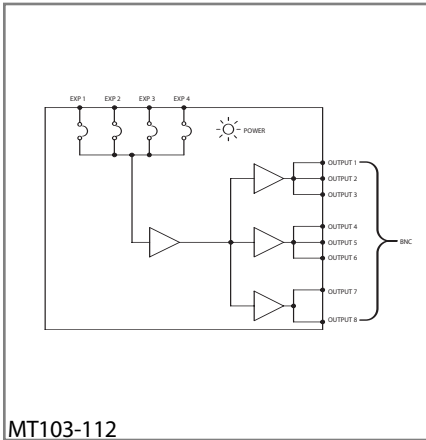 EXP 1 EXP 2 EXP 3 EXP 4
POWER
OUTPUT 1
OUTPUT 2
OUTPUT 3
OUTPUT 4
OUTPUT 5
OUTPUT 6
OUTPUT 7
OUTPUT 8
BNC
MT103-112